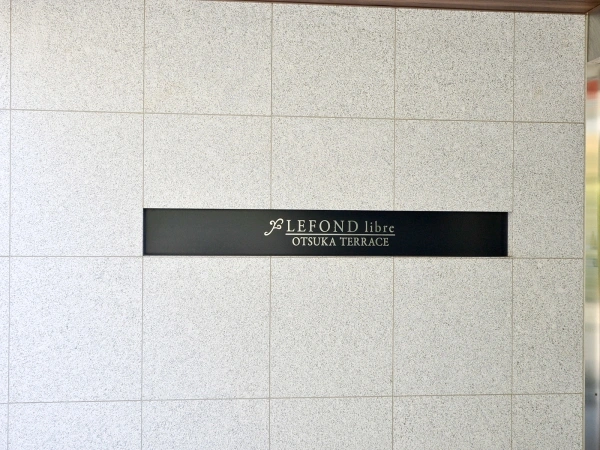 LEFOND libre
OTSUKA TERRACE